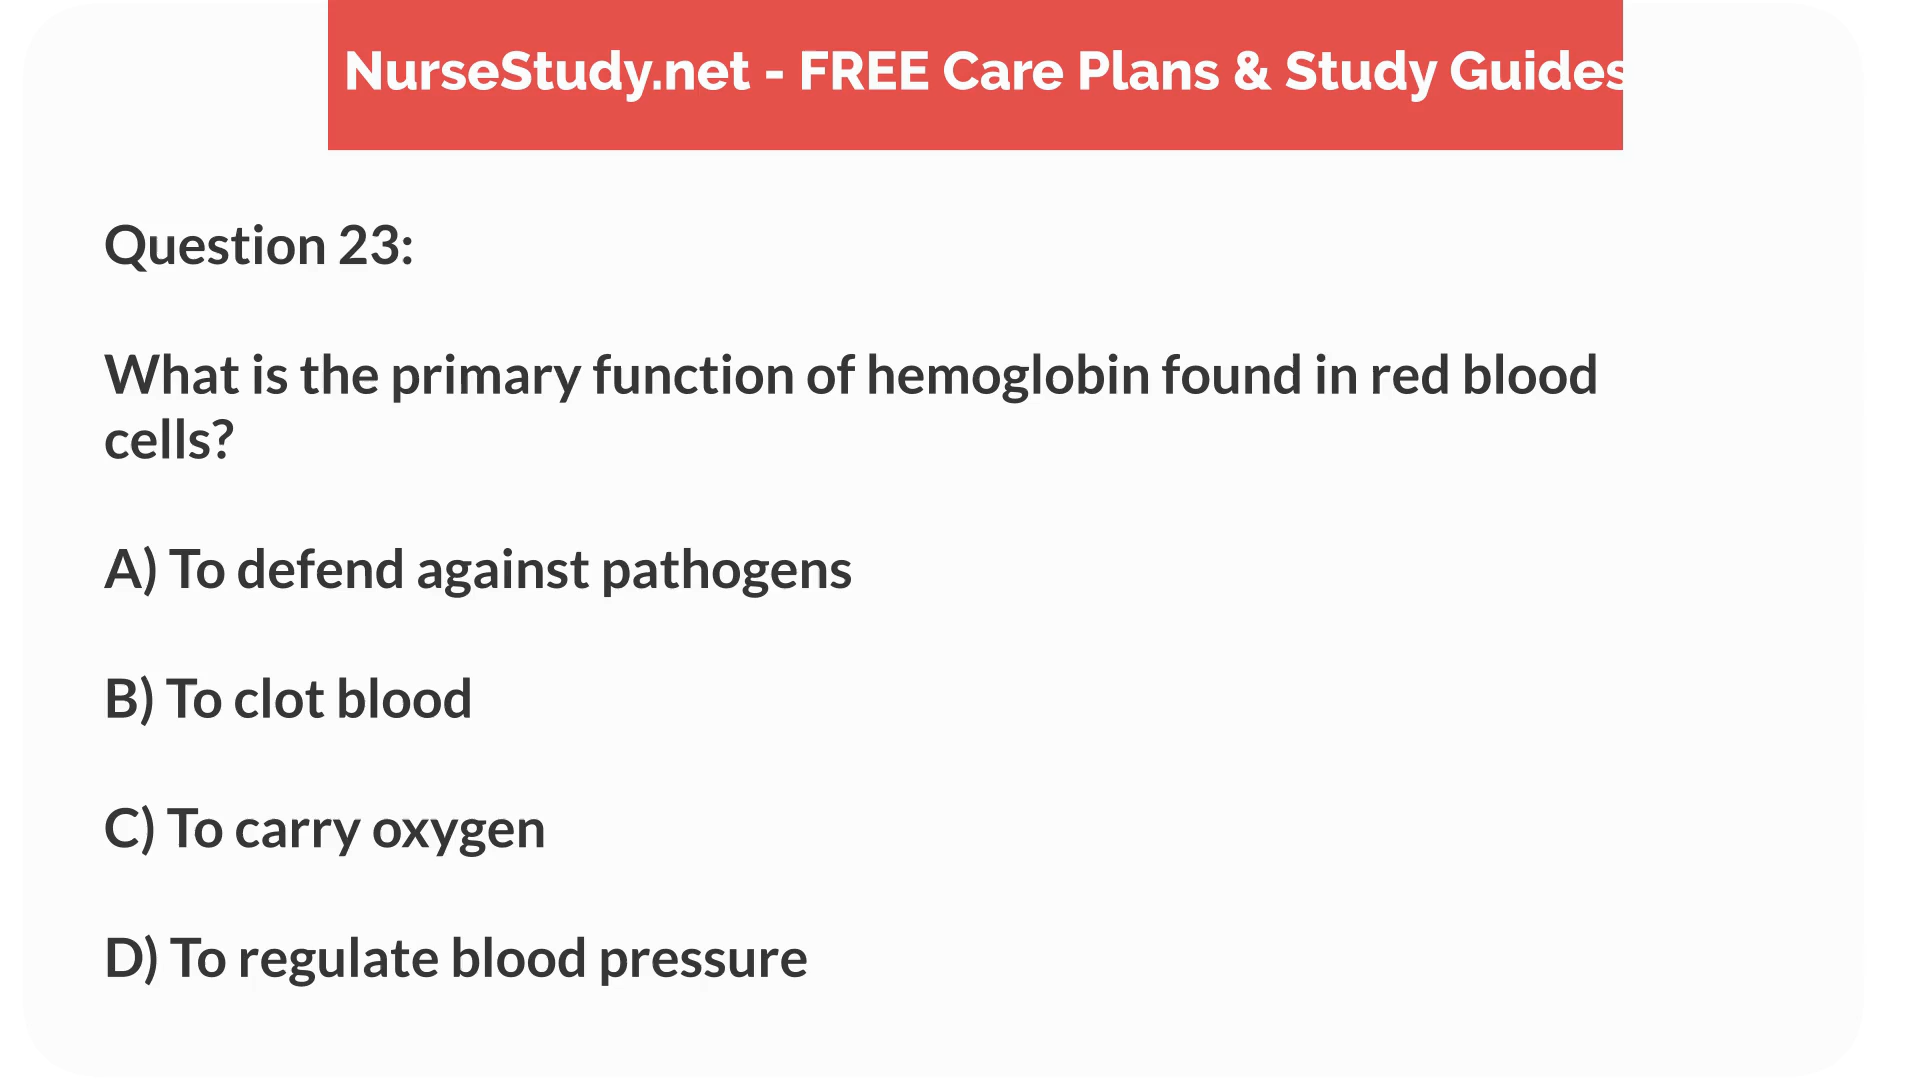 NurseStudy.net - FREE Care Plans & Study Guides
Question 23:
What is the primary function of hemoglobin found in red blood
cells?
A) To defend against pathogens
B) To clot blood
C) To carry oxygen
D) To regulate blood pressure